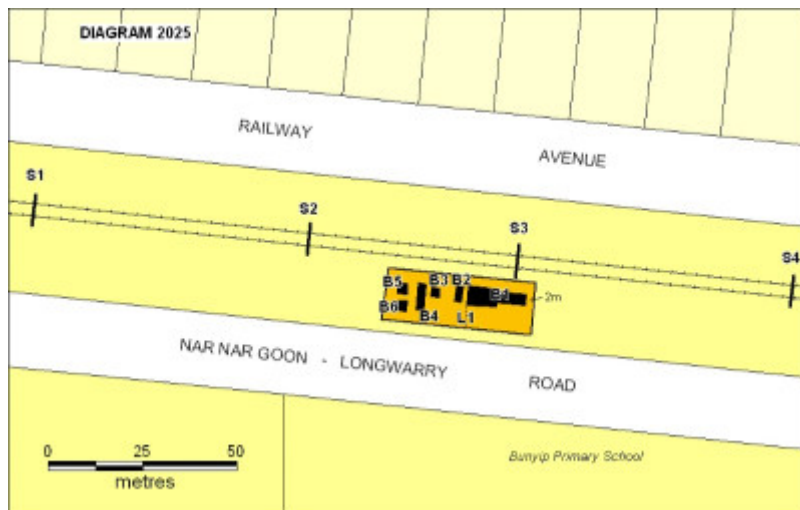 DIAGRAM 2025
RAILWAY AVENUE
S1
S2
S3
S4
B5 B3 B2 B1
2m
B6 B4 L1
NAR NAR GOON - LONGWARRY ROAD
0 25 50
metres
Bunyip Primary School